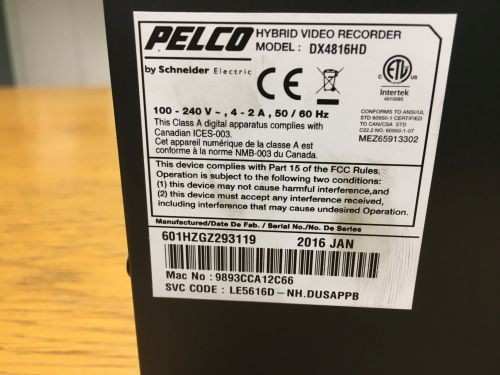 PELCO
by Schneider Electric
HYBRID VIDEO RECORDER
MODEL : DX4816HD
CE
ETL
C US
Intertek
4010085
100 - 240 V ~ , 4 - 2 A , 50 / 60 Hz
This Class A digital apparatus complies with
Canadian ICES-003.
Cet appareil numérique de la classe A est
conforme à la norme NMB-003 du Canada.
CONFORMS TO ANSI/UL
STD 60950-1 CERTIFIED
TO CAN/CSA STD
C22.2 NO. 60950-1-07
MEZ65913302
This device complies with Part 15 of the FCC Rules.
Operation is subject to the following two conditions:
(1) this device may not cause harmful interference,and
(2) this device must accept any interference received,
including interference that may cause undesired Operation.
Manufactured/Date De Fab. / Serial No./No. De Series
601HZGZ293119 2016 JAN
Mac No : 9893CCA12C66
SVC CODE : LE5616D-NH.DUSAPPB